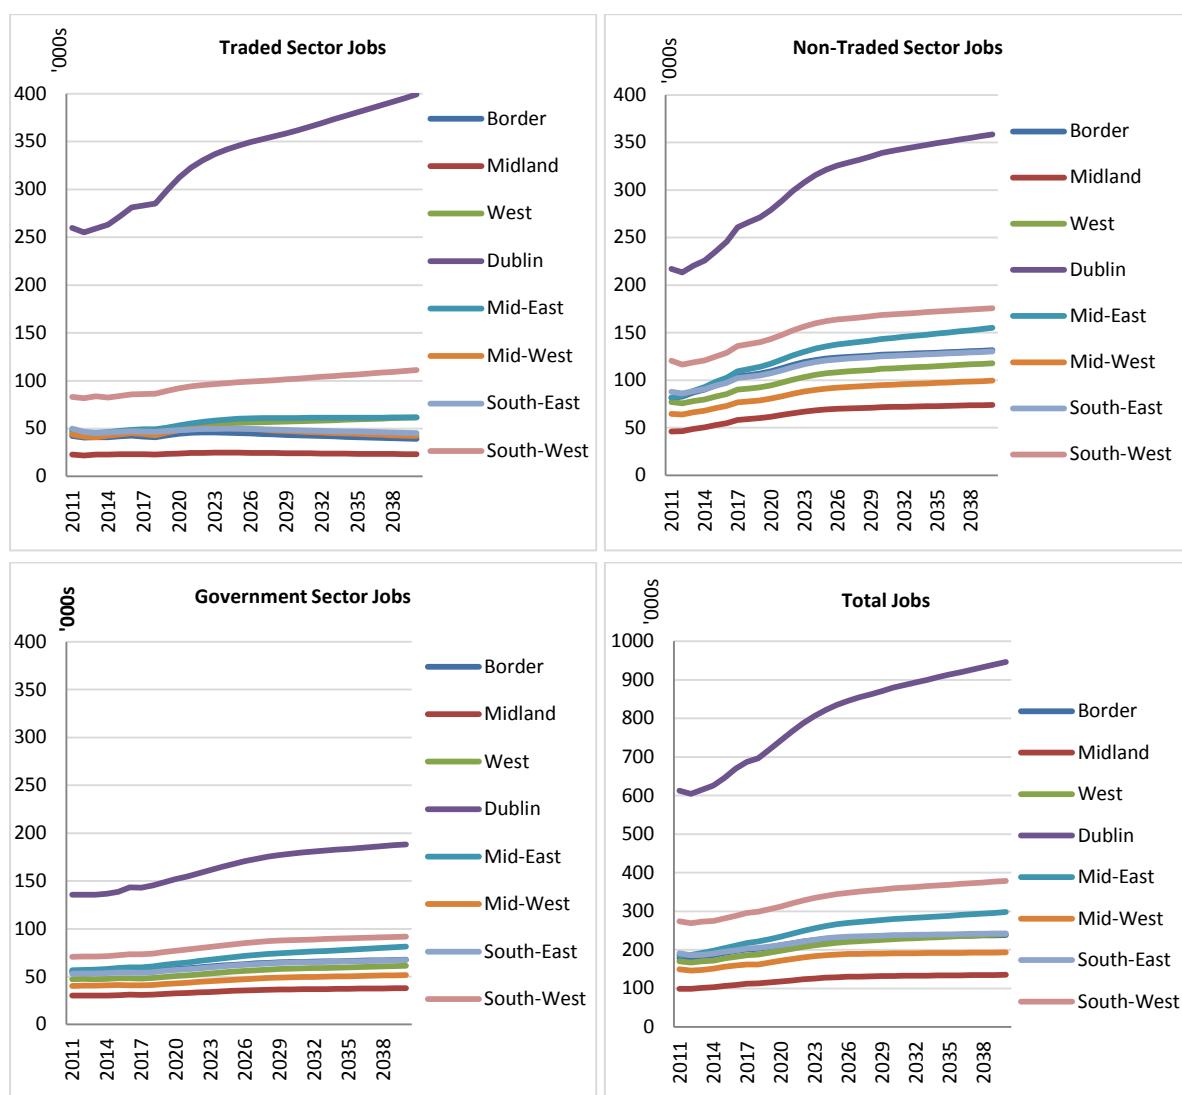 Traded Sector Jobs
'000s
400
350
300
250
200
150
100
50
0
2011
2014
2017
2020
2023
2026
2029
2032
2035
2038
Border
Midland
West
Dublin
Mid-East
Mid-West
South-East
South-West
Non-Traded Sector Jobs
'000s
400
350
300
250
200
150
100
50
0
2011
2014
2017
2020
2023
2026
2029
2032
2035
2038
Border
Midland
West
Dublin
Mid-East
Mid-West
South-East
South-West
Government Sector Jobs
'000s
400
350
300
250
200
150
100
50
0
2011
2014
2017
2020
2023
2026
2029
2032
2035
2038
Border
Midland
West
Dublin
Mid-East
Mid-West
South-East
South-West
Total Jobs
'000s
1000
900
800
700
600
500
400
300
200
100
0
2011
2014
2017
2020
2023
2026
2029
2032
2035
2038
Border
Midland
West
Dublin
Mid-East
Mid-West
South-East
South-West